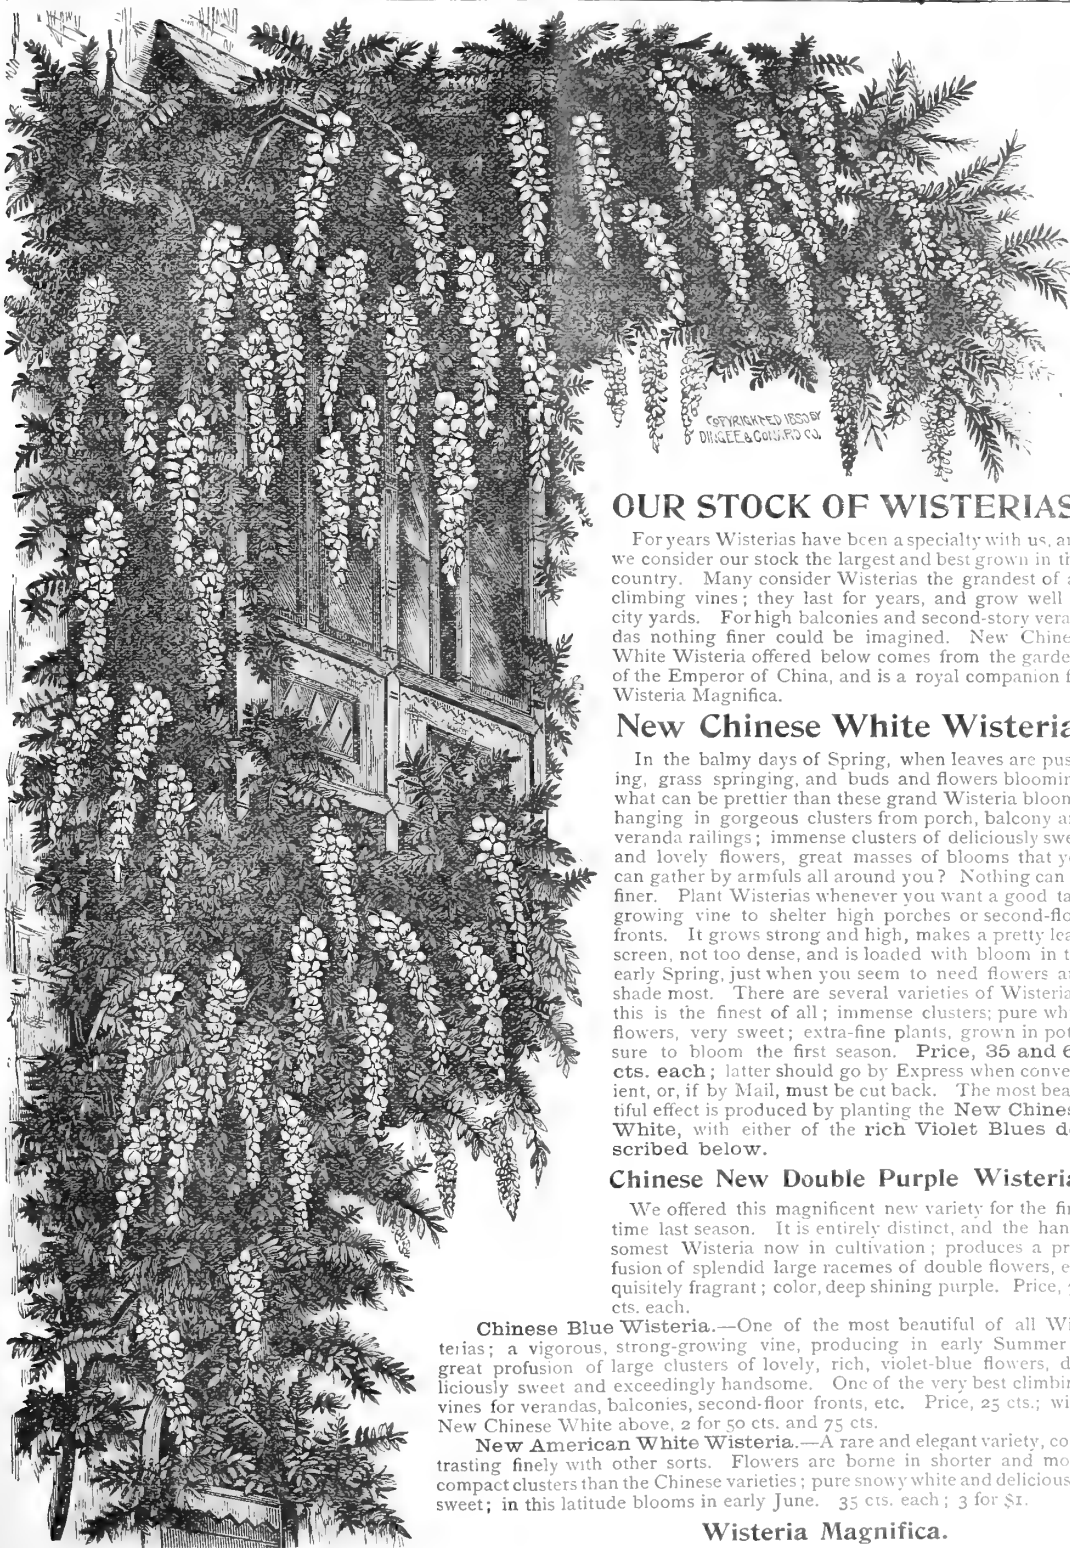 COPYRIGHTED 1890 BY
DINGEE & CONARD CO.
OUR STOCK OF WISTERIAS
For years Wisterias have been a specialty with us, an
we consider our stock the largest and best grown in th
country. Many consider Wisterias the grandest of a
climbing vines; they last for years, and grow well
city yards. For high balconies and second-story vera
das nothing finer could be imagined. New Chine
White Wisteria offered below comes from the garde
of the Emperor of China, and is a royal companion f
Wisteria Magnifica.
New Chinese White Wisteria
In the balmy days of Spring, when leaves are pus
ing, grass springing, and buds and flowers bloomin
what can be prettier than these grand Wisteria bloon
hanging in gorgeous clusters from porch, balcony a
veranda railings; immense clusters of deliciously swe
and lovely flowers, great masses of blooms that y
can gather by armfuls all around you? Nothing can
finer. Plant Wisterias whenever you want a good ta
growing vine to shelter high porches or second-flo
fronts. It grows strong and high, makes a pretty lea
screen, not too dense, and is loaded with bloom in t
early Spring, just when you seem to need flowers a
shade most. There are several varieties of Wisteria
this is the finest of all; immense clusters; pure wh
flowers, very sweet; extra-fine plants, grown in pot
sure to bloom the first season. Price, 35 and 6
cts. each; latter should go by Express when conve
ient, or, if by Mail, must be cut back. The most bea
tiful effect is produced by planting the New Chine
White, with either of the rich Violet Blues d
scribed below.
Chinese New Double Purple Wisteria
We offered this magnificent new variety for the fi
time last season. It is entirely distinct, and the han
somest Wisteria now in cultivation; produces a pr
fusion of splendid large racemes of double flowers, e
quisitely fragrant; color, deep shining purple. Price,
cts. each.
Chinese Blue Wisteria.—One of the most beautiful of all Wi
terias; a vigorous, strong-growing vine, producing in early Summer
great profusion of large clusters of lovely, rich, violet-blue flowers, d
liciously sweet and exceedingly handsome. One of the very best climbin
vines for verandas, balconies, second-floor fronts, etc. Price, 25 cts.; wi
New Chinese White above, 2 for 50 cts. and 75 cts.
New American White Wisteria.—A rare and elegant variety, co
trasting finely with other sorts. Flowers are borne in shorter and mo
compact clusters than the Chinese varieties; pure snowy white and delicious
sweet; in this latitude blooms in early June. 35 cts. each; 3 for $1.
Wisteria Magnifica.